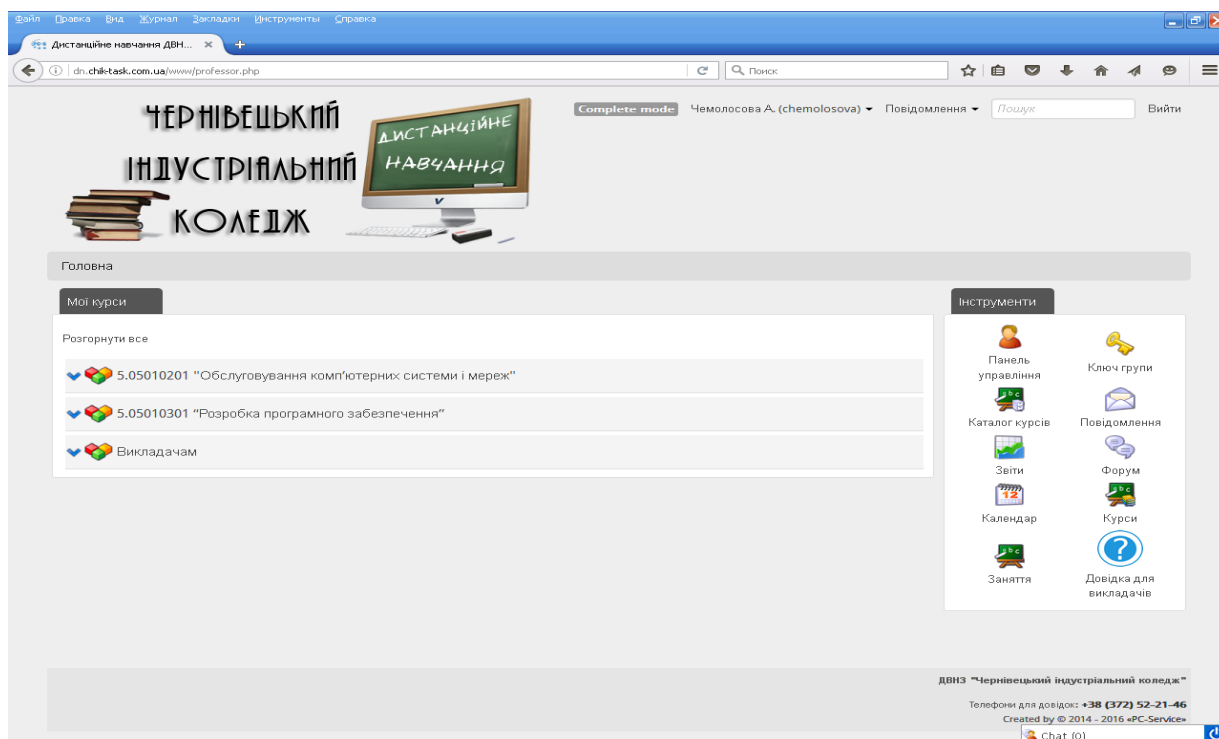 Файл Правка Вид Журнал Закладки Инструменты Справка
Дистанційне навчання ДВН...
dn.chik-task.com.ua/www/professor.php
Поиск
ЧЕРНІВЕЦЬКИЙ
ІНДУСТРІАЛЬНИЙ
КОЛЕДЖ
ДИСТАНЦІЙНЕ
НАВЧАННЯ
Complete mode Чемолосова А. (chemolosova) Повідомлення Пошук Вийти
Головна
Мої курси
Розгорнути все
5.05010201 "Обслуговування комп'ютерних системи і мереж"
5.05010301 "Розробка програмного забезпечення"
Викладачам
Інструменти
Панель
управління
Ключ групи
abc
Каталог курсів
Повідомлення
Звіти
Форум
12
Календар
abc
Курси
abc
Заняття
Довідка для
викладачів
ДВНЗ "Чернівецький індустріальний коледж"
Телефони для довідок: +38 (372) 52-21-46
Created by © 2014 - 2016 «PC-Service»
Chat (0)